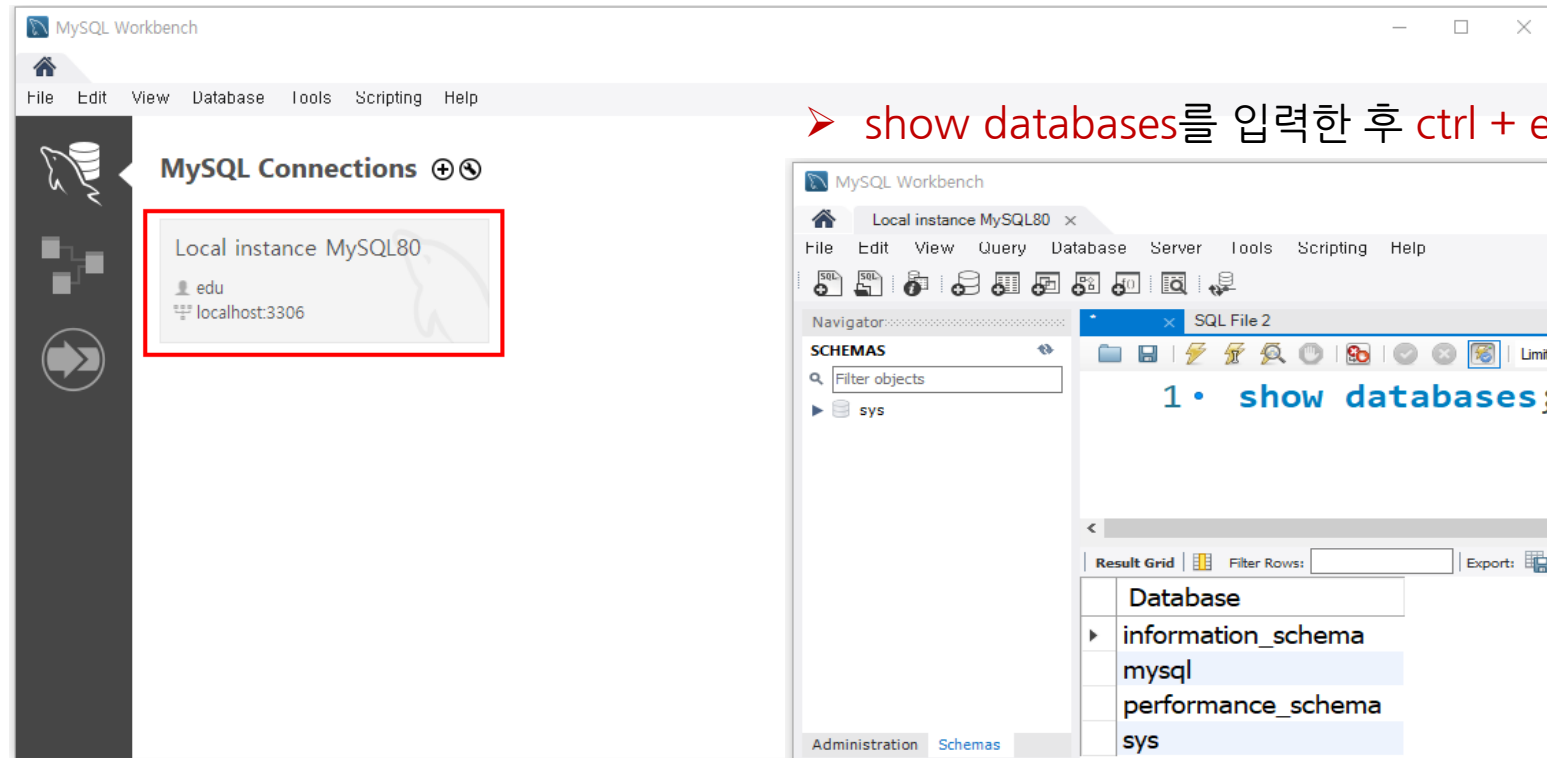 MySQL Workbench
File Edit View Database Tools Scripting Help
MySQL Connections
Local instance MySQL80
edu
localhost:3306
➤ show databases를 입력한 후 ctrl + e
MySQL Workbench
Local instance MySQL80
File Edit View Query Database Server Tools Scripting Help
Navigator
SCHEMAS
Filter objects
sys
Administration Schemas
SQL File 2
Limi
1 show databases;
Result Grid Filter Rows: Export:
Database
information_schema
mysql
performance_schema
sys